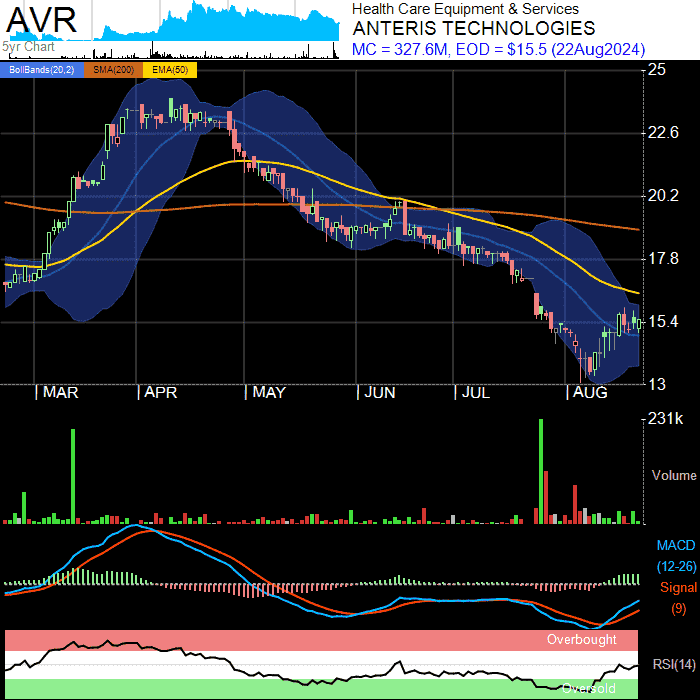 AVR
Health Care Equipment & Services
ANTERIS TECHNOLOGIES
MC = 327.6M, EOD = $15.5 (22Aug2024)
5yr Chart
BollBands(20,2) SMA(200) EMA(50)
25
22.6
20.2
17.8
15.4
13
MAR APR MAY JUN JUL AUG
231k
Volume
MACD
(12-26)
Signal
(9)
Overbought
RSI(14)
Oversold